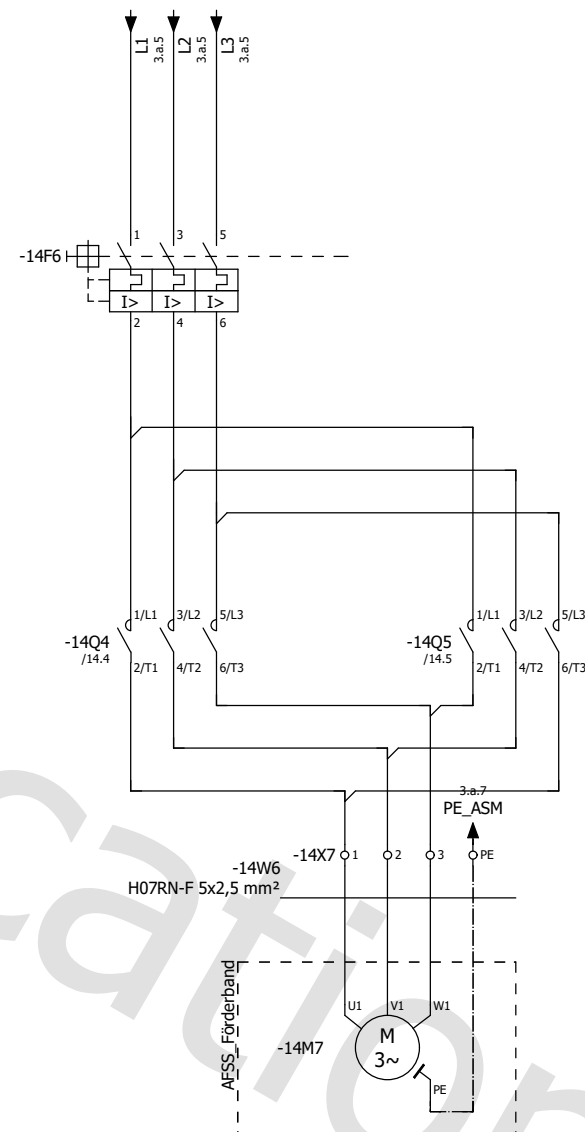 L1
3.a.5
L2
3.a.5
L3
3.a.5
1
3
5
-14F6
I>
I>
I>
2
4
6
1/L1
3/L2
5/L3
1/L1
3/L2
5/L3
-14Q4
/14.4
-14Q5
/14.5
2/T1
4/T2
6/T3
2/T1
4/T2
6/T3
3.a.7
PE_ASM
-14X7
1
2
3
PE
-14W6
H07RN-F 5x2,5 mm²
AFSS_Förderband
U1
V1
W1
-14M7
M
3~
PE
cation